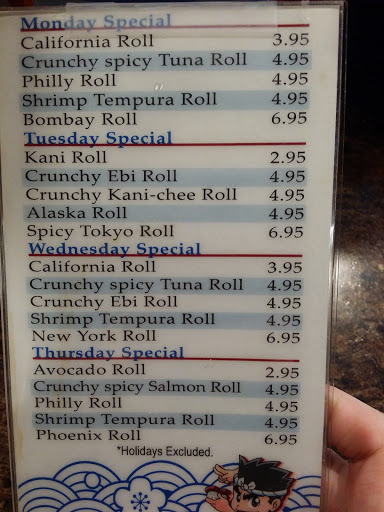 Monday Special
California Roll 3.95
Crunchy spicy Tuna Roll 4.95
Philly Roll 4.95
Shrimp Tempura Roll 4.95
Bombay Roll 6.95
Tuesday Special
Kani Roll 2.95
Crunchy Ebi Roll 4.95
Crunchy Kani-chee Roll 4.95
Alaska Roll 4.95
Spicy Tokyo Roll 6.95
Wednesday Special
California Roll 3.95
Crunchy spicy Tuna Roll 4.95
Crunchy Ebi Roll 4.95
Shrimp Tempura Roll 4.95
New York Roll 6.95
Thursday Special
Avocado Roll 2.95
Crunchy spicy Salmon Roll 4.95
Philly Roll 4.95
Shrimp Tempura Roll 4.95
Phoenix Roll 6.95
*Holidays Excluded.